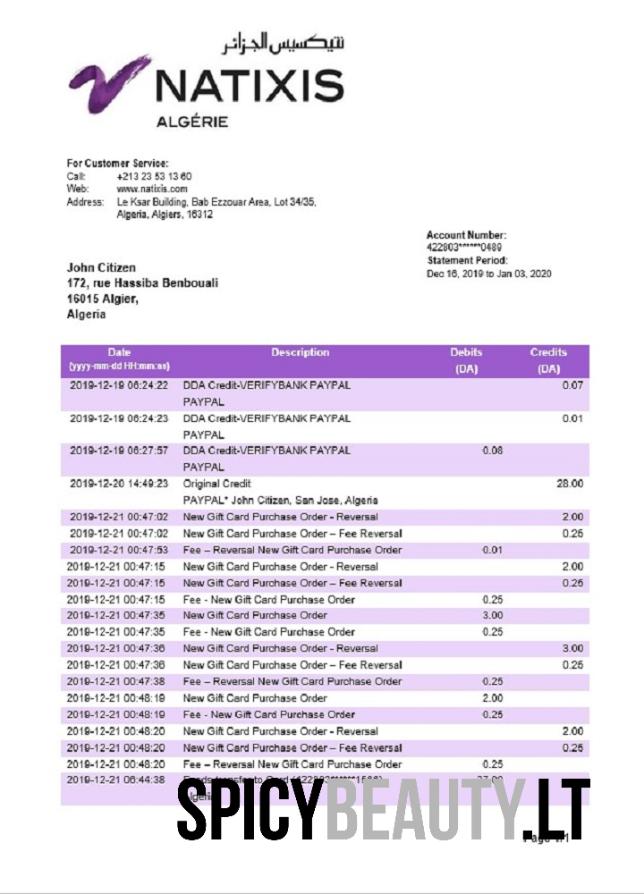 ﻧﺘﻴﻜﺴﻴﺲ الجزائر
NATIXIS
ALGÉRIE
For Customer Service:
Call: +213 23 53 13 60
Web: www.natixis.com
Address: Le Ksar Building, Bab Ezzouar Area, Lot 34/35,
Algeria, Algiers, 16312
Account Number:
422803******0489
Statement Period:
Dec 16, 2019 to Jan 03, 2020
John Citizen
172, rue Hassiba Benbouali
16015 Algier,
Algeria
Date Description Debits Credits
(yyyy-mm-dd HH:mm:ss) (DA) (DA)
2019-12-19 06:24:22 DDA Credit-VERIFYBANK PAYPAL 0.07
PAYPAL
2019-12-19 06:24:23 DDA Credit-VERIFYBANK PAYPAL 0.01
PAYPAL
2019-12-19 06:27:57 DDA Credit-VERIFYBANK PAYPAL 0.08
PAYPAL
2019-12-20 14:49:23 Original Credit 28.00
PAYPAL* John Citizen, San Jose, Algeria
2019-12-21 00:47:02 New Gift Card Purchase Order - Reversal 2.00
2019-12-21 00:47:02 New Gift Card Purchase Order – Fee Reversal 0.25
2019-12-21 00:47:53 Fee – Reversal New Gift Card Purchase Order 0.01
2019-12-21 00:47:15 New Gift Card Purchase Order - Reversal 2.00
2019-12-21 00:47:15 New Gift Card Purchase Order – Fee Reversal 0.25
2019-12-21 00:47:15 Fee - New Gift Card Purchase Order 0.25
2019-12-21 00:47:35 New Gift Card Purchase Order 3.00
2019-12-21 00:47:35 Fee - New Gift Card Purchase Order 0.25
2019-12-21 00:47:36 New Gift Card Purchase Order - Reversal 3.00
2019-12-21 00:47:36 New Gift Card Purchase Order – Fee Reversal 0.25
2019-12-21 00:47:38 Fee – Reversal New Gift Card Purchase Order 0.25
2019-12-21 00:48:19 New Gift Card Purchase Order 2.00
2019-12-21 00:48:19 Fee - New Gift Card Purchase Order 0.25
2019-12-21 00:48:20 New Gift Card Purchase Order - Reversal 2.00
2019-12-21 00:48:20 New Gift Card Purchase Order – Fee Reversal 0.25
2019-12-21 00:48:20 Fee – Reversal New Gift Card Purchase Order 0.25
2019-12-21 06:44:38
SPICYBEAUTY.LT
Page 1/1